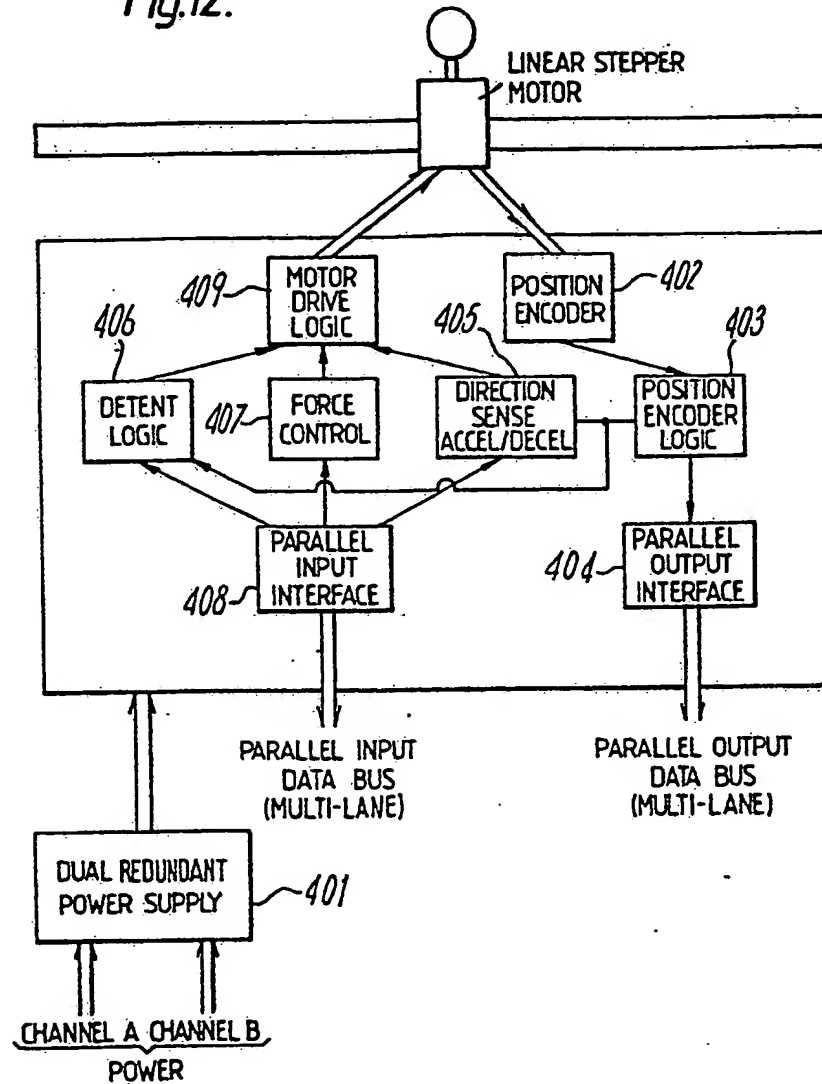 Fig.12.
LINEAR STEPPER
MOTOR
409
MOTOR
DRIVE
LOGIC
POSITION
ENCODER
402
406
405
403
DETENT
LOGIC
407
FORCE
CONTROL
DIRECTION
SENSE
ACCEL/DECEL
POSITION
ENCODER
LOGIC
408
PARALLEL
INPUT
INTERFACE
404
PARALLEL
OUTPUT
INTERFACE
PARALLEL INPUT
DATA BUS
(MULTI-LANE)
PARALLEL OUTPUT
DATA BUS
(MULTI-LANE)
DUAL REDUNDANT
POWER SUPPLY
401
CHANNEL A CHANNEL B
POWER